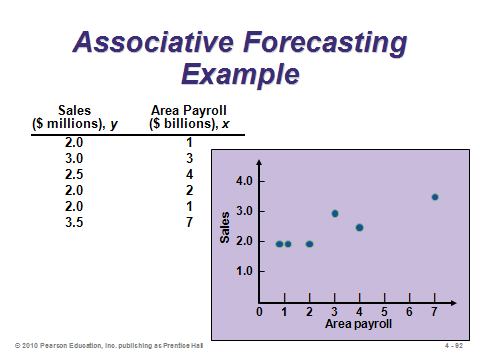 Associative Forecasting
Example
Sales Area Payroll
($ millions), y ($ billions), x
2.0 1
3.0 3
2.5 4
2.0 2
2.0 1
3.5 7
4.0
3.0
2.0
1.0
Sales
0 1 2 3 4 5 6 7
Area payroll
© 2010 Pearson Education, Inc. publishing as Prentice Hall 4 - 92